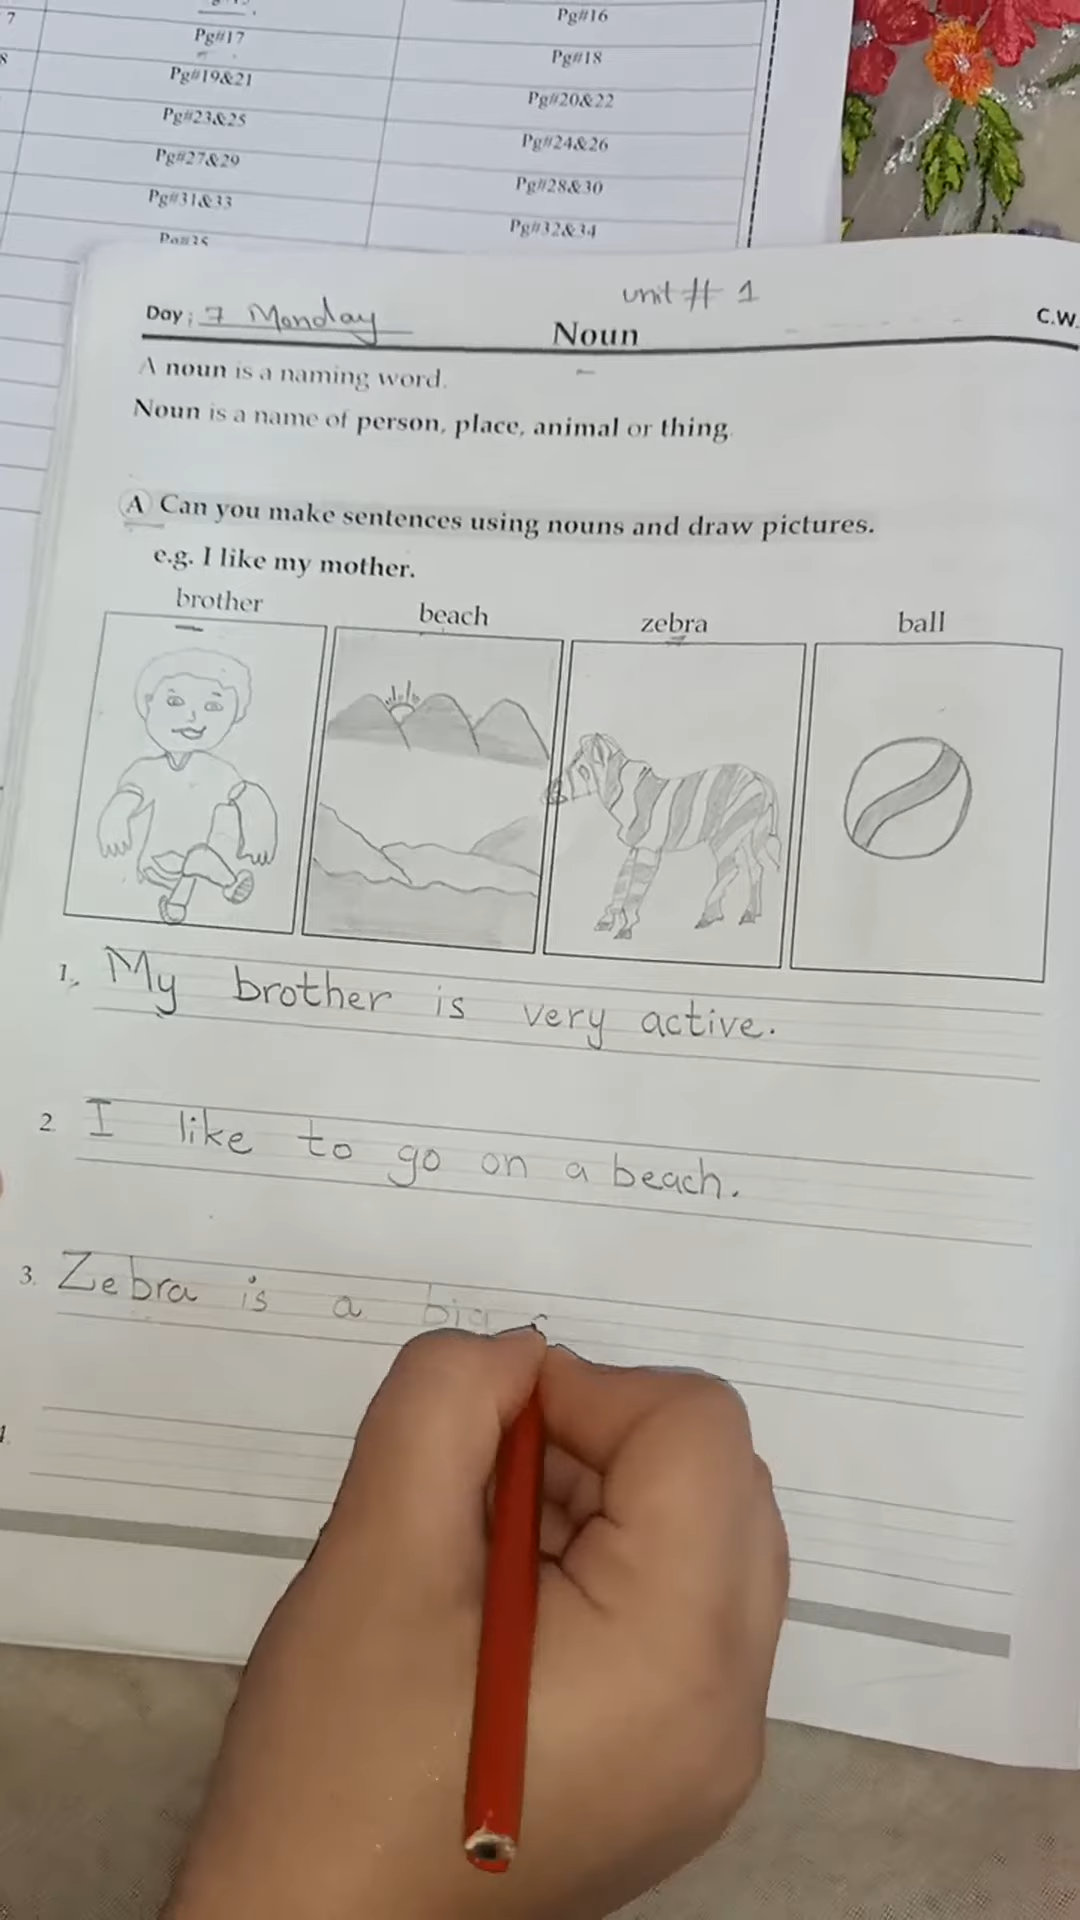 7 Pg#16
Pg#17 Pg#18
8 Pg#19&21 Pg#20&22
Pg#23&25 Pg#24&26
Pg#27&29 Pg#28&30
Pg#31&33 Pg#32&34
unit # 1
Day: 7 Monday Noun C.W.
A noun is a naming word.
Noun is a name of person, place, animal or thing.
A Can you make sentences using nouns and draw pictures.
e.g. I like my mother.
brother beach zebra ball
1. My brother is very active.
2. I like to go on a beach.
3. Zebra is a big